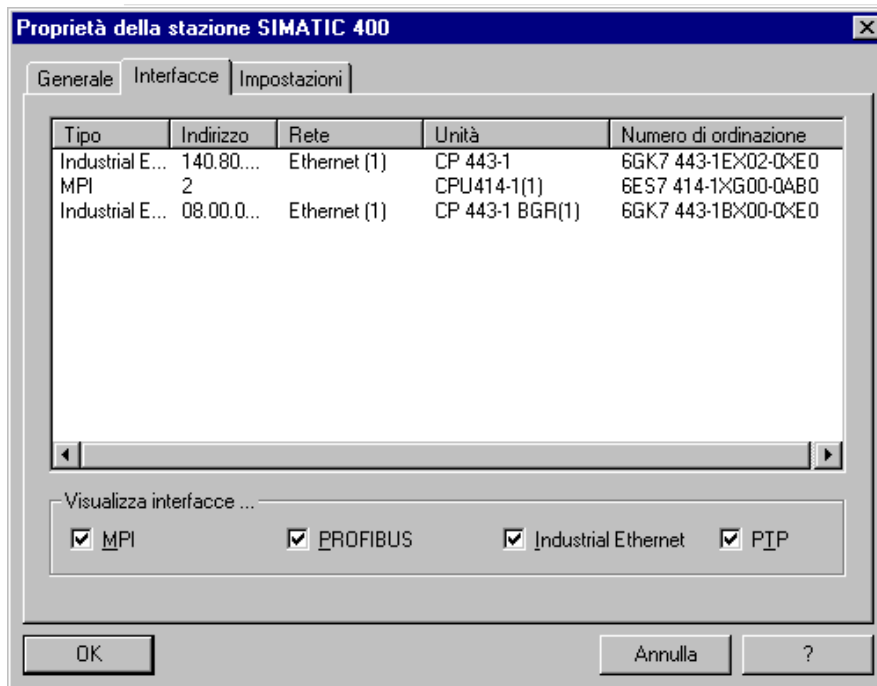 Proprietà della stazione SIMATIC 400
Generale Interfacce Impostazioni
Tipo Indirizzo Rete Unità Numero di ordinazione
Industrial E... 140.80.... Ethernet (1) CP 443-1 6GK7 443-1EX02-0XE0
MPI 2 CPU414-1(1) 6ES7 414-1XG00-0AB0
Industrial E... 08.00.0... Ethernet (1) CP 443-1 BGR(1) 6GK7 443-1BX00-0XE0
Visualizza interfacce ...
MPI PROFIBUS Industrial Ethernet PTP
OK Annulla ?